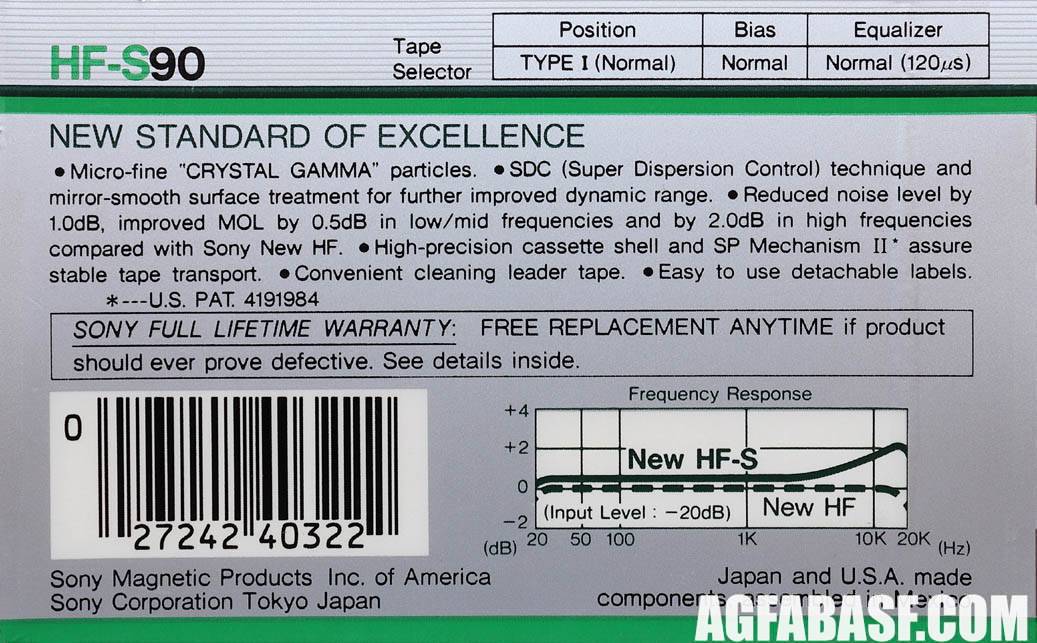 HF-S90
Tape Selector
Position Bias Equalizer
TYPE I (Normal) Normal Normal (120μs)
NEW STANDARD OF EXCELLENCE
● Micro-fine "CRYSTAL GAMMA" particles. ● SDC (Super Dispersion Control) technique and
mirror-smooth surface treatment for further improved dynamic range. ● Reduced noise level by
1.0dB, improved MOL by 0.5dB in low/mid frequencies and by 2.0dB in high frequencies
compared with Sony New HF. ● High-precision cassette shell and SP Mechanism II* assure
stable tape transport. ● Convenient cleaning leader tape. ● Easy to use detachable labels.
*---U.S. PAT. 4191984
SONY FULL LIFETIME WARRANTY: FREE REPLACEMENT ANYTIME if product
should ever prove defective. See details inside.
0
27242 40322
Frequency Response
+4
+2
0
-2
(dB)
New HF-S
New HF
(Input Level : -20dB)
20 50 100 1K 10K 20K (Hz)
Sony Magnetic Products Inc. of America
Sony Corporation Tokyo Japan
Japan and U.S.A. made
components assembled in Mexico
AGFABASF.COM